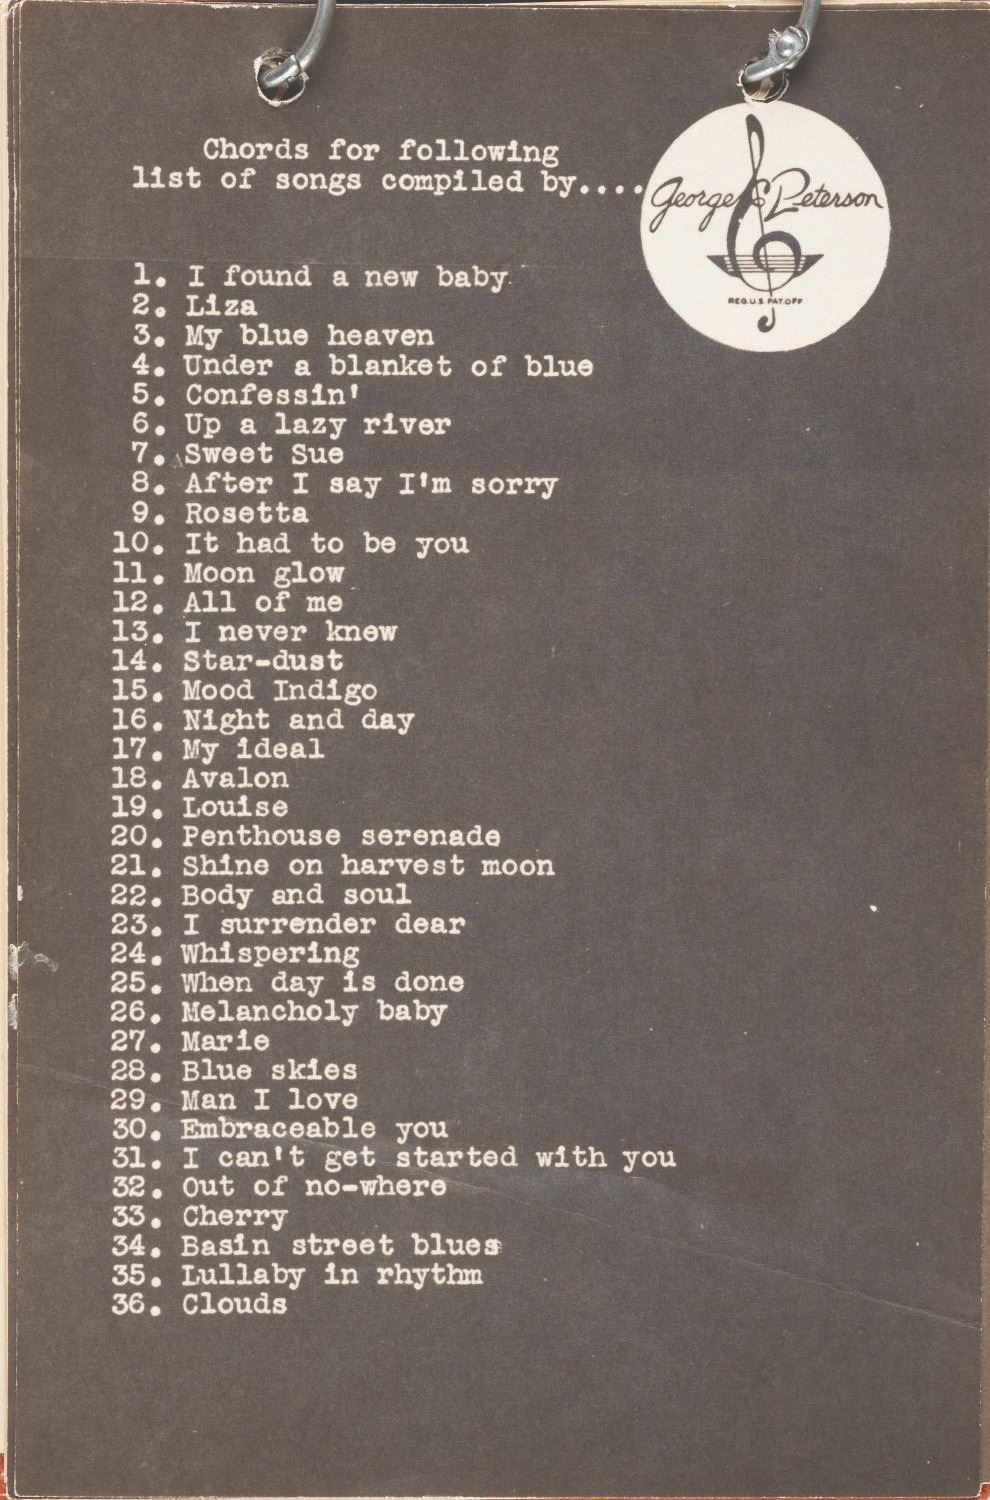 Chords for following
list of songs compiled by....
George E Peterson
REG.U.S.PAT.OFF
1. I found a new baby
2. Liza
3. My blue heaven
4. Under a blanket of blue
5. Confessin'
6. Up a lazy river
7. Sweet Sue
8. After I say I'm sorry
9. Rosetta
10. It had to be you
11. Moon glow
12. All of me
13. I never knew
14. Star-dust
15. Mood Indigo
16. Night and day
17. My ideal
18. Avalon
19. Louise
20. Penthouse serenade
21. Shine on harvest moon
22. Body and soul
23. I surrender dear
24. Whispering
25. When day is done
26. Melancholy baby
27. Marie
28. Blue skies
29. Man I love
30. Embraceable you
31. I can't get started with you
32. Out of no-where
33. Cherry
34. Basin street blues
35. Lullaby in rhythm
36. Clouds